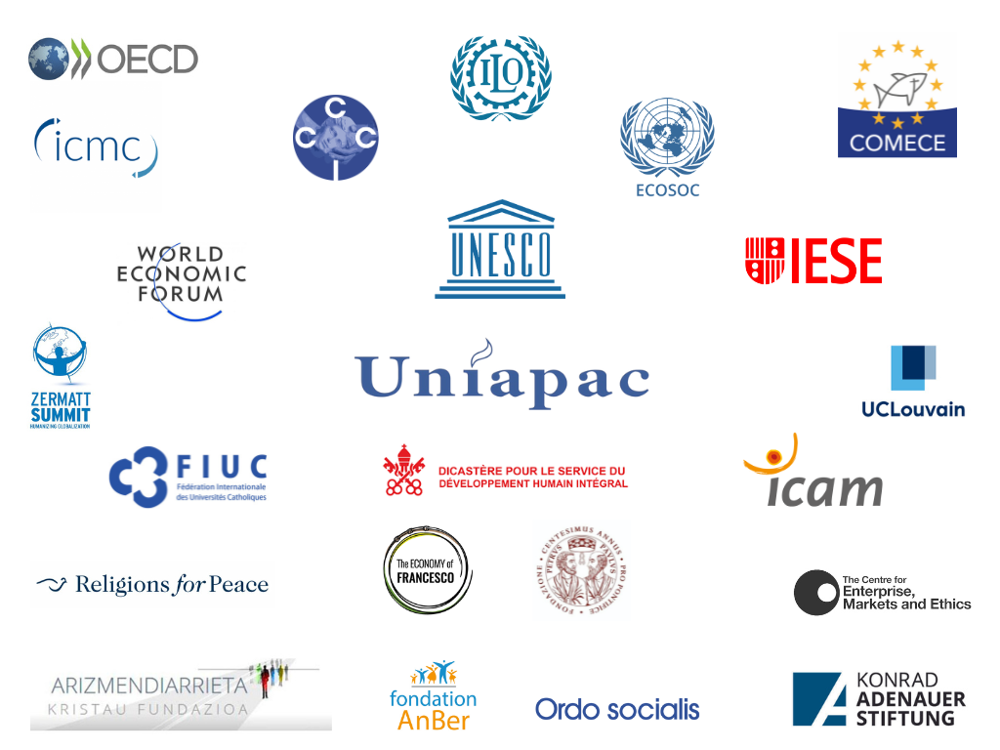 OECD
ILO
COMECE
icmc
C
C C
I
ECOSOC
UNESCO
WORLD
ECONOMIC
FORUM
IESE
ZERMATT
SUMMIT
HUMANIZING GLOBALIZATION
Uniapac
UCLouvain
FIUC
Fédération Internationale
des Universités Catholiques
DICASTÈRE POUR LE SERVICE DU
DÉVELOPPEMENT HUMAIN INTÉGRAL
icam
The ECONOMY of
FRANCESCO
FONDAZIONE • CENTESIMUS ANNUS • PRO PONTIFICE •
PETRVS PAVLVS
Religions for Peace
The Centre for
Enterprise,
Markets and Ethics
ARIZMENDIARRIETA
KRISTAU FUNDAZIOA
fondation
AnBer
Ordo socialis
KONRAD
ADENAUER
STIFTUNG